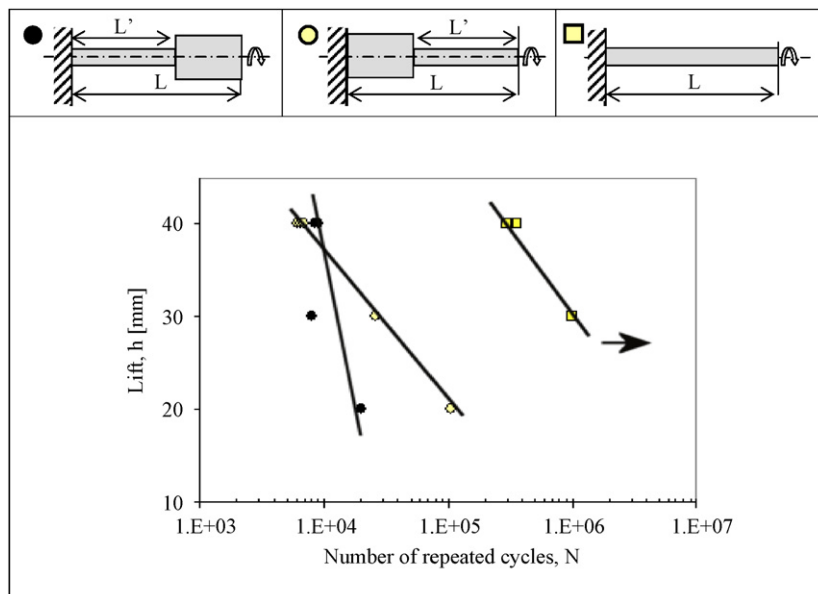 L’
L
L’
L
L
40
30
20
10
Lift, h [mm]
1.E+03
1.E+04
1.E+05
1.E+06
1.E+07
Number of repeated cycles, N